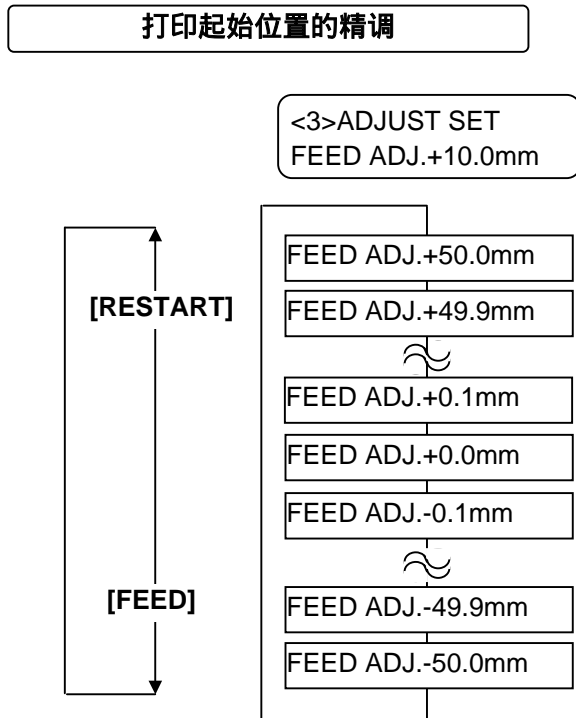 打印起始位置的精调
<3>ADJUST SET
FEED ADJ.+10.0mm
FEED ADJ.+50.0mm
[RESTART]
FEED ADJ.+49.9mm
FEED ADJ.+0.1mm
FEED ADJ.+0.0mm
FEED ADJ.-0.1mm
[FEED]
FEED ADJ.-49.9mm
FEED ADJ.-50.0mm